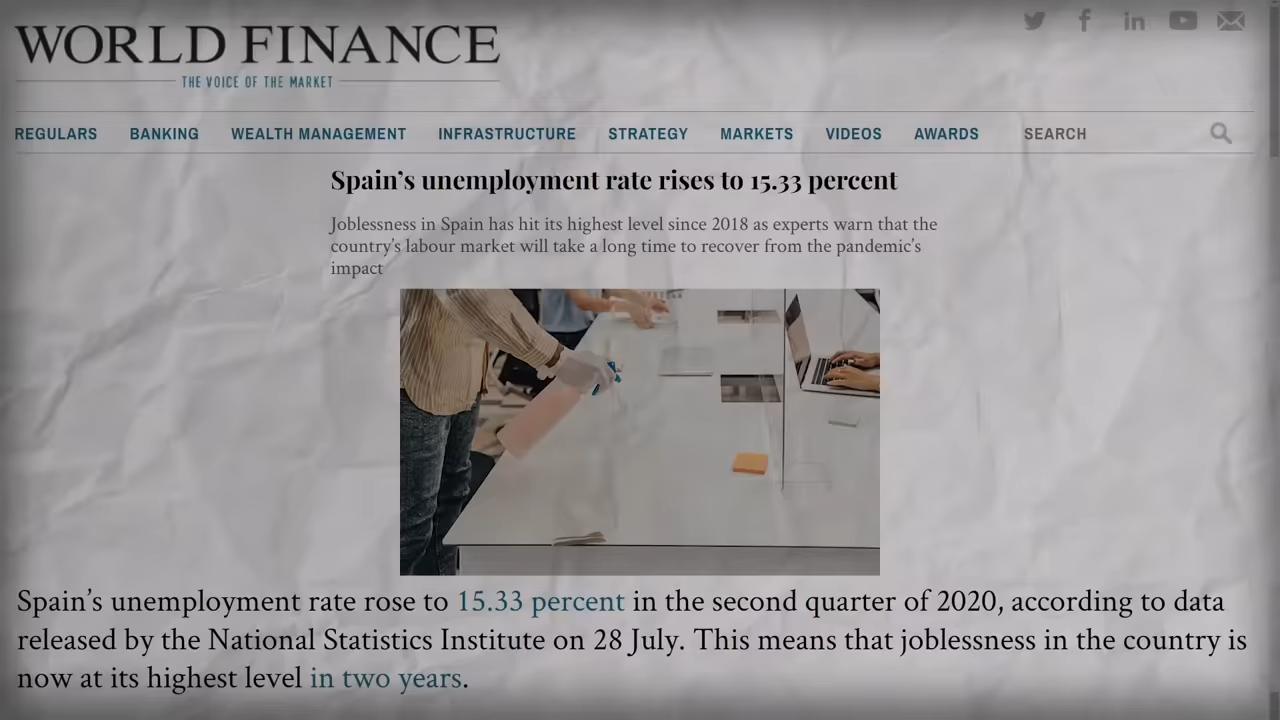 WORLD FINANCE
THE VOICE OF THE MARKET
REGULARS BANKING WEALTH MANAGEMENT INFRASTRUCTURE STRATEGY MARKETS VIDEOS AWARDS SEARCH
Spain’s unemployment rate rises to 15.33 percent
Joblessness in Spain has hit its highest level since 2018 as experts warn that the
country’s labour market will take a long time to recover from the pandemic’s
impact
Spain’s unemployment rate rose to 15.33 percent in the second quarter of 2020, according to data
released by the National Statistics Institute on 28 July. This means that joblessness in the country is
now at its highest level in two years.